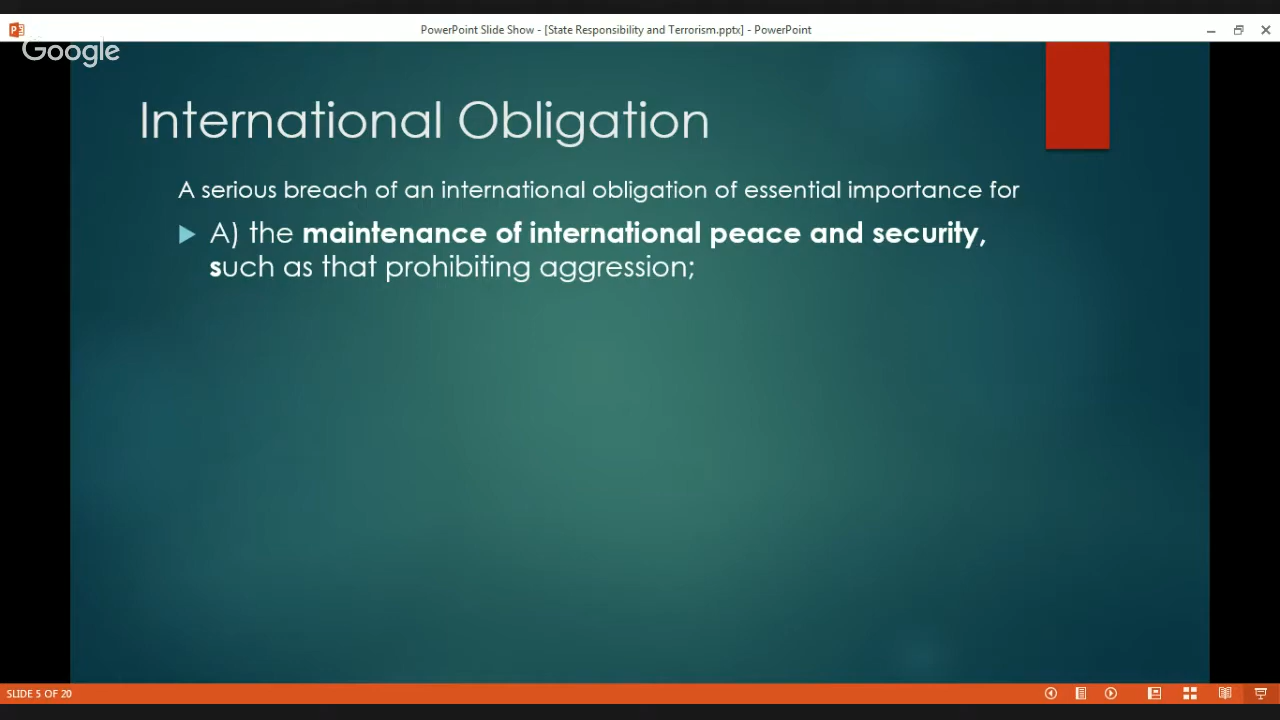 PowerPoint Slide Show - [State Responsibility and Terrorism.pptx] - PowerPoint
Google
International Obligation
A serious breach of an international obligation of essential importance for
A) the maintenance of international peace and security,
such as that prohibiting aggression;
SLIDE 5 OF 20